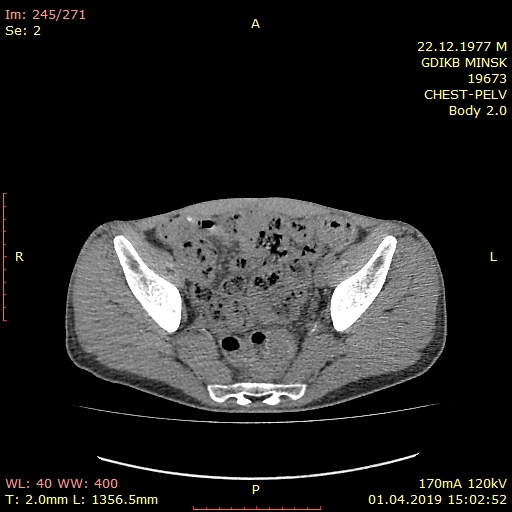 Im: 245/271
Se: 2
A
22.12.1977 M
GDIKB MINSK
19673
CHEST-PELV
Body 2.0
R
L
WL: 40 WW: 400
T: 2.0mm L: 1356.5mm
P
170mA 120kV
01.04.2019 15:02:52